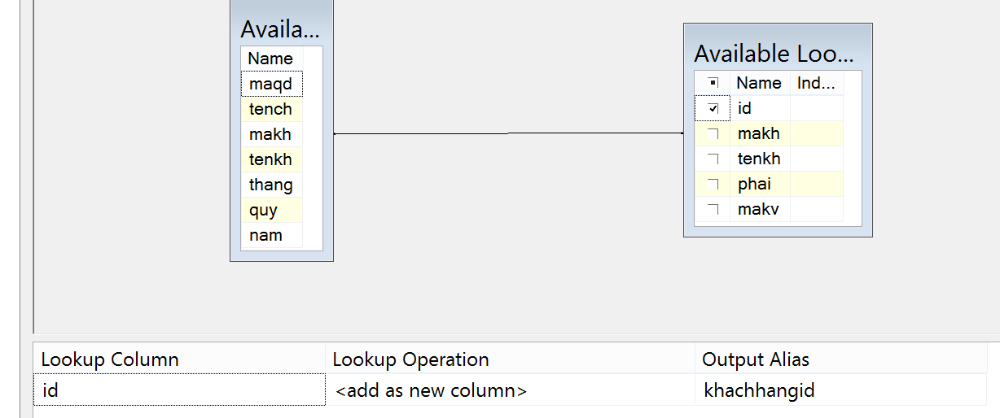 Availa...
Name
maqd
tench
makh
tenkh
thang
quy
nam
Available Loo...
Name Ind...
id
makh
tenkh
phai
makv
Lookup Column Lookup Operation Output Alias
id <add as new column> khachhangid